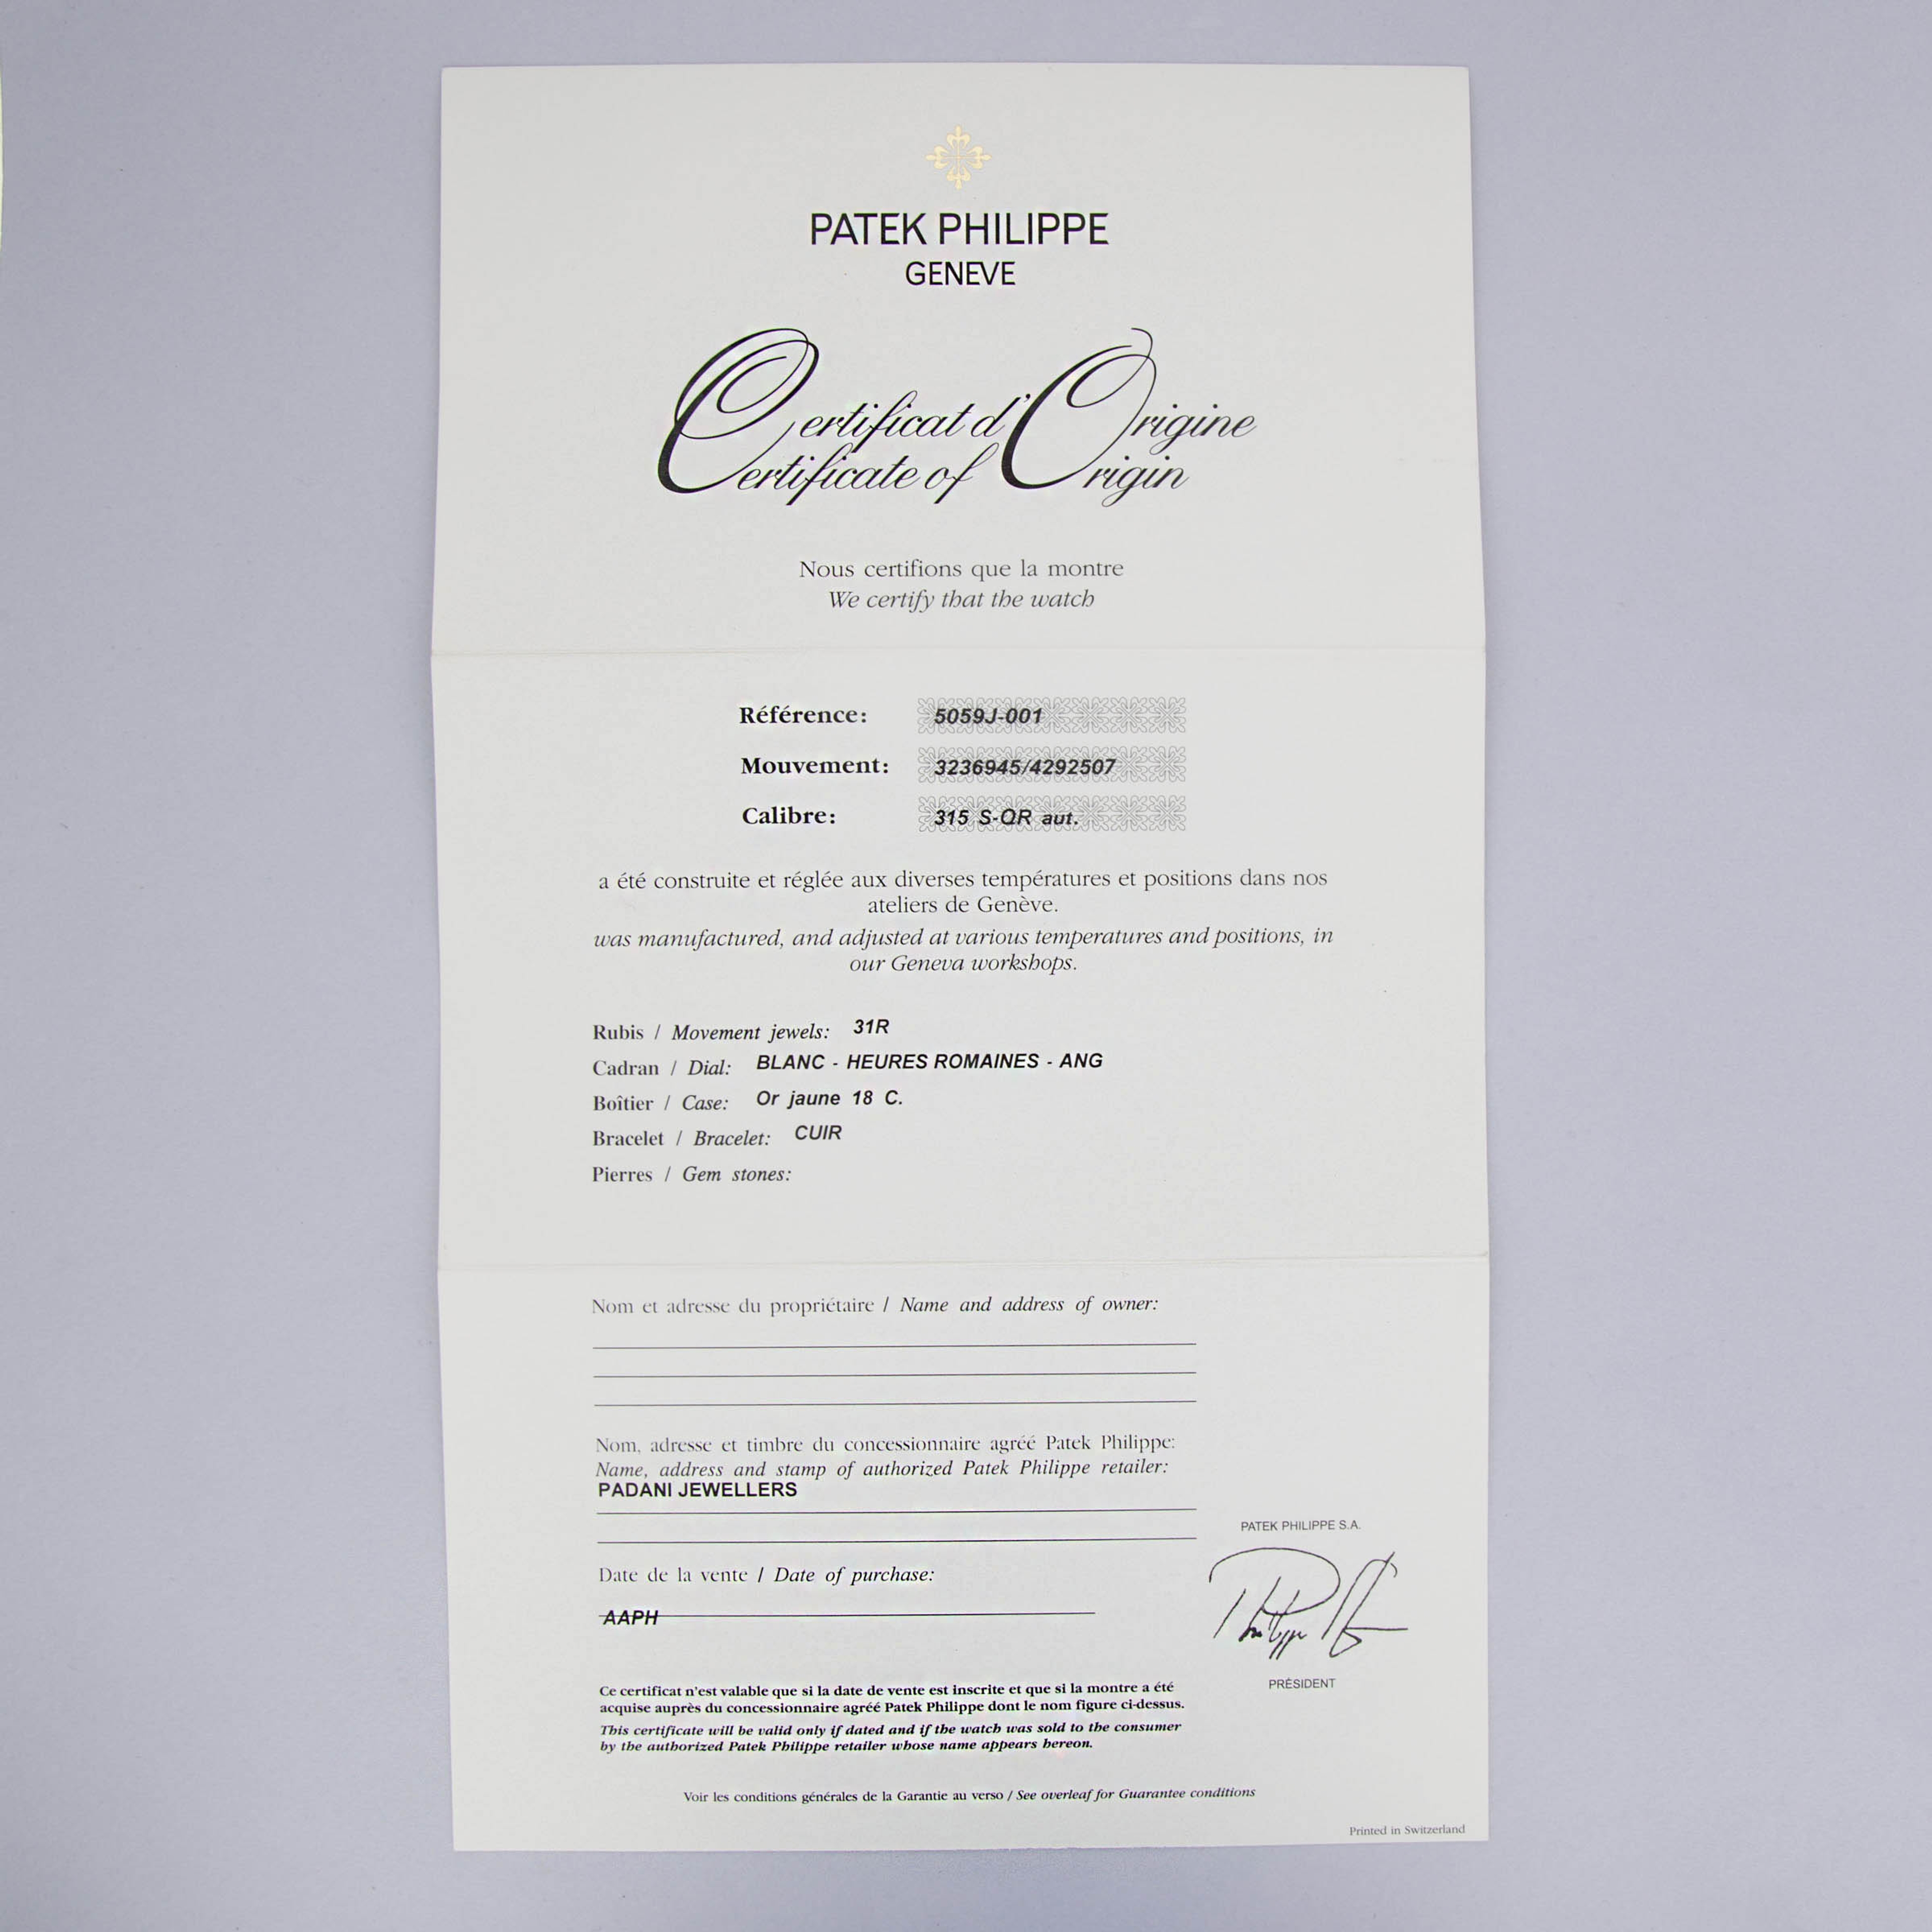 PATEK PHILIPPE
GENEVE
Certificat d'Origine
Certificate of Origin
Nous certifions que la montre
We certify that the watch
Référence: 5059J-001
Mouvement: 3236945/4292507
Calibre: 315 S-QR aut.
a été construite et réglée aux diverses températures et positions dans nos
ateliers de Genève.
was manufactured, and adjusted at various temperatures and positions, in
our Geneva workshops.
Rubis / Movement jewels: 31R
Cadran / Dial: BLANC - HEURES ROMAINES - ANG
Boîtier / Case: Or jaune 18 C.
Bracelet / Bracelet: CUIR
Pierres / Gem stones:
Nom et adresse du propriétaire / Name and address of owner:
Nom, adresse et timbre du concessionnaire agréé Patek Philippe:
Name, address and stamp of authorized Patek Philippe retailer:
PADANI JEWELLERS
Date de la vente / Date of purchase:
AAPH
PATEK PHILIPPE S.A.
PRÉSIDENT
Ce certificat n'est valable que si la date de vente est inscrite et que si la montre a été
acquise auprès du concessionnaire agréé Patek Philippe dont le nom figure ci-dessus.
This certificate will be valid only if dated and if the watch was sold to the consumer
by the authorized Patek Philippe retailer whose name appears hereon.
Voir les conditions générales de la Garantie au verso / See overleaf for Guarantee conditions
Printed in Switzerland